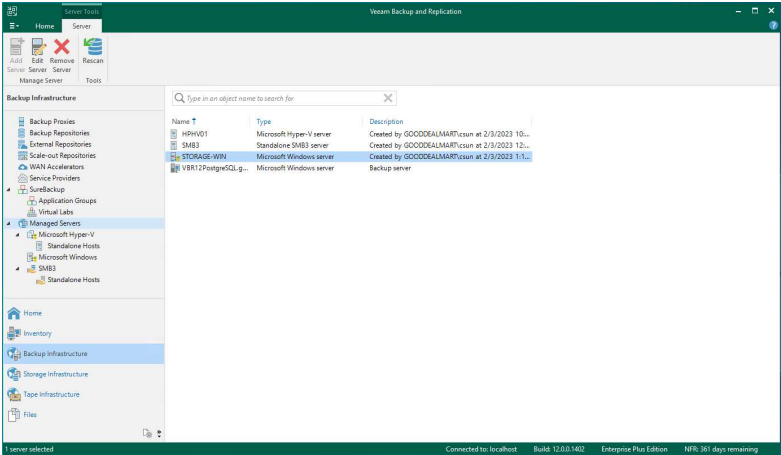 Server Tools
Veeam Backup and Replication
Home Server
Add Server
Edit Server
Remove Server
Rescan
Manage Server
Tools
Backup Infrastructure
Type in an object name to search for
Name Type Description
HPHV01 Microsoft Hyper-V server Created by GOODDEALMART\csun at 2/3/2023 10:...
SMB3 Standalone SMB3 server Created by GOODDEALMART\csun at 2/3/2023 12:...
STORAGE-WIN Microsoft Windows server Created by GOODDEALMART\csun at 2/3/2023 1:1...
VBR12PostgreSQL.g... Microsoft Windows server Backup server
Backup Proxies
Backup Repositories
External Repositories
Scale-out Repositories
WAN Accelerators
Service Providers
SureBackup
Application Groups
Virtual Labs
Managed Servers
Microsoft Hyper-V
Standalone Hosts
Microsoft Windows
SMB3
Standalone Hosts
Home
Inventory
Backup Infrastructure
Storage Infrastructure
Tape Infrastructure
Files
1 server selected
Connected to: localhost Build: 12.0.0.1402 Enterprise Plus Edition NFR: 361 days remaining